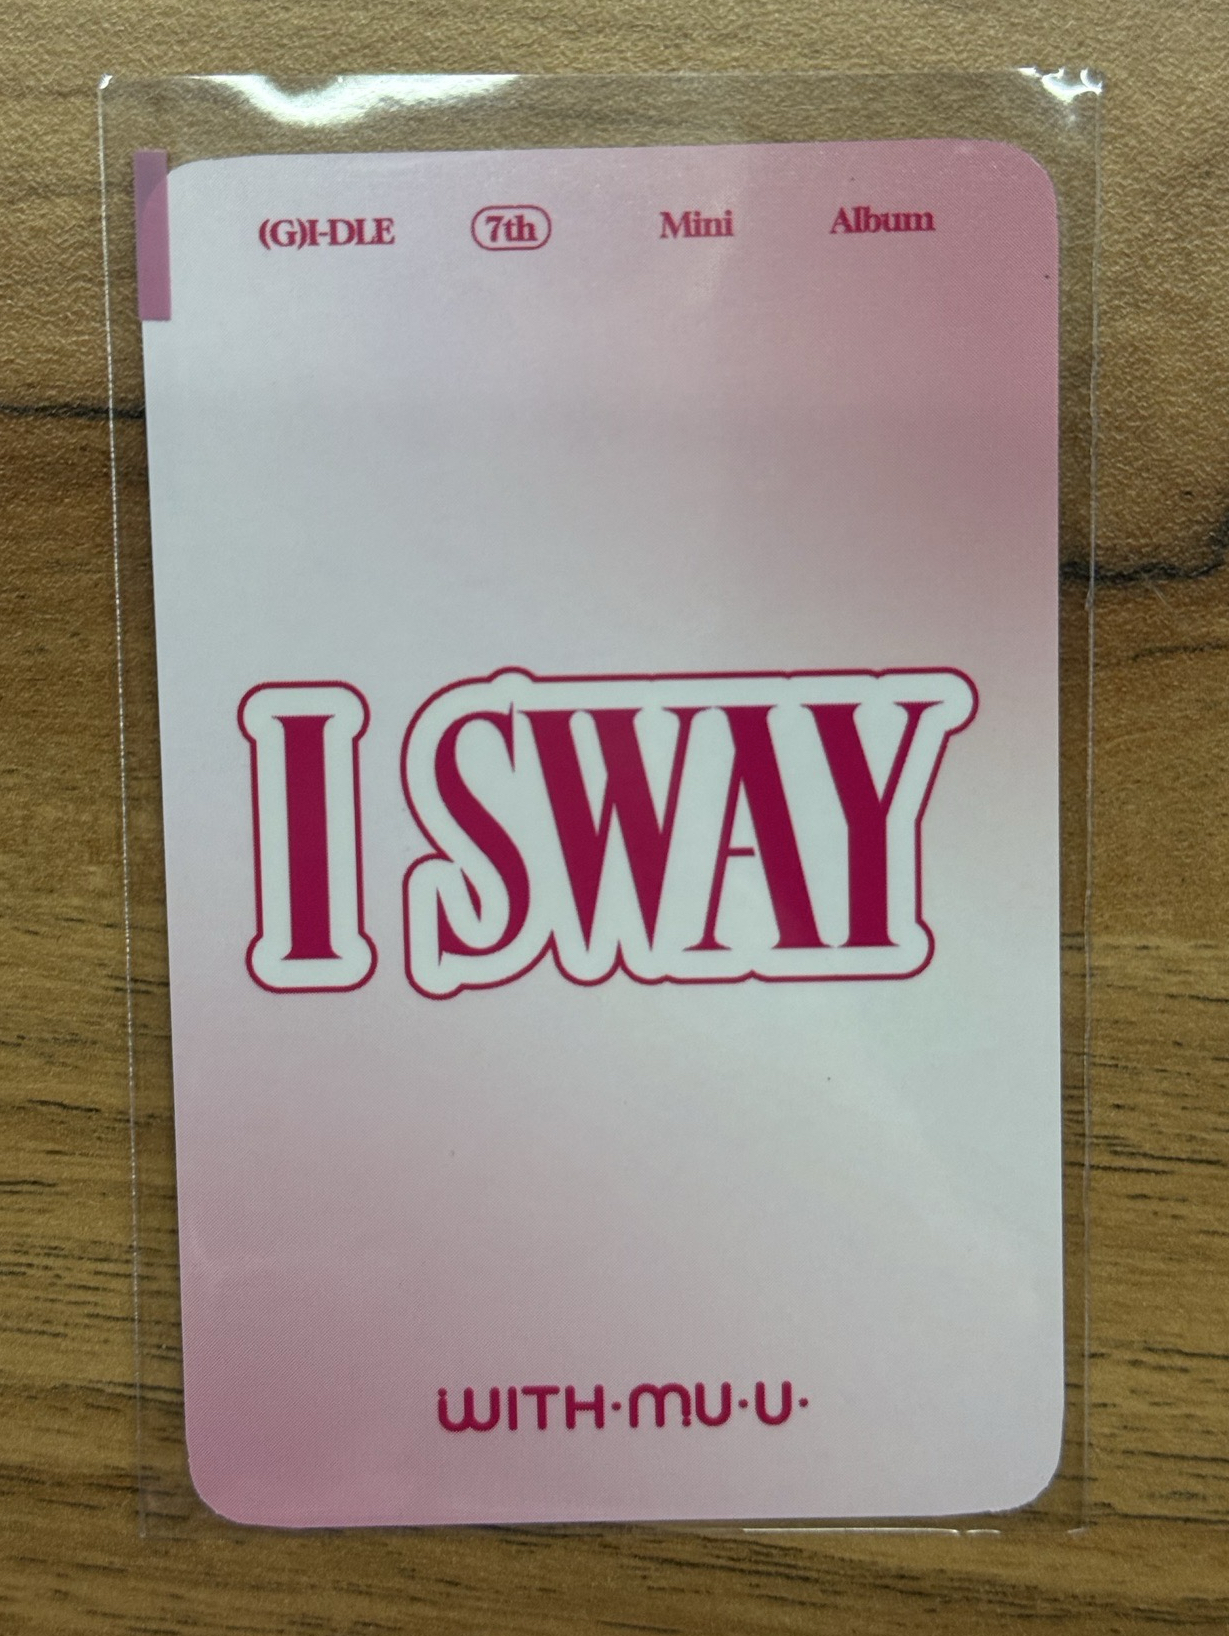 (G)I-DLE 7th Mini Album
I SWAY
WITH·MU·U·